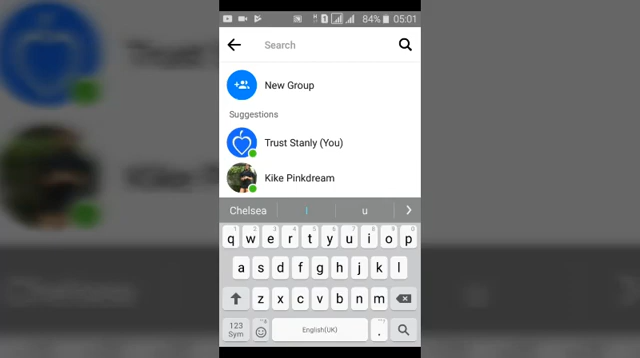 84% 05:01
Search
New Group
Suggestions
Trust Stanly (You)
Kike Pinkdream
Chelsea I u
1 2 3 4 5 6 7 8 9 0
q w e r t y u i o p
a s d f g h j k l
z x c v b n m
123
Sym English(UK) .